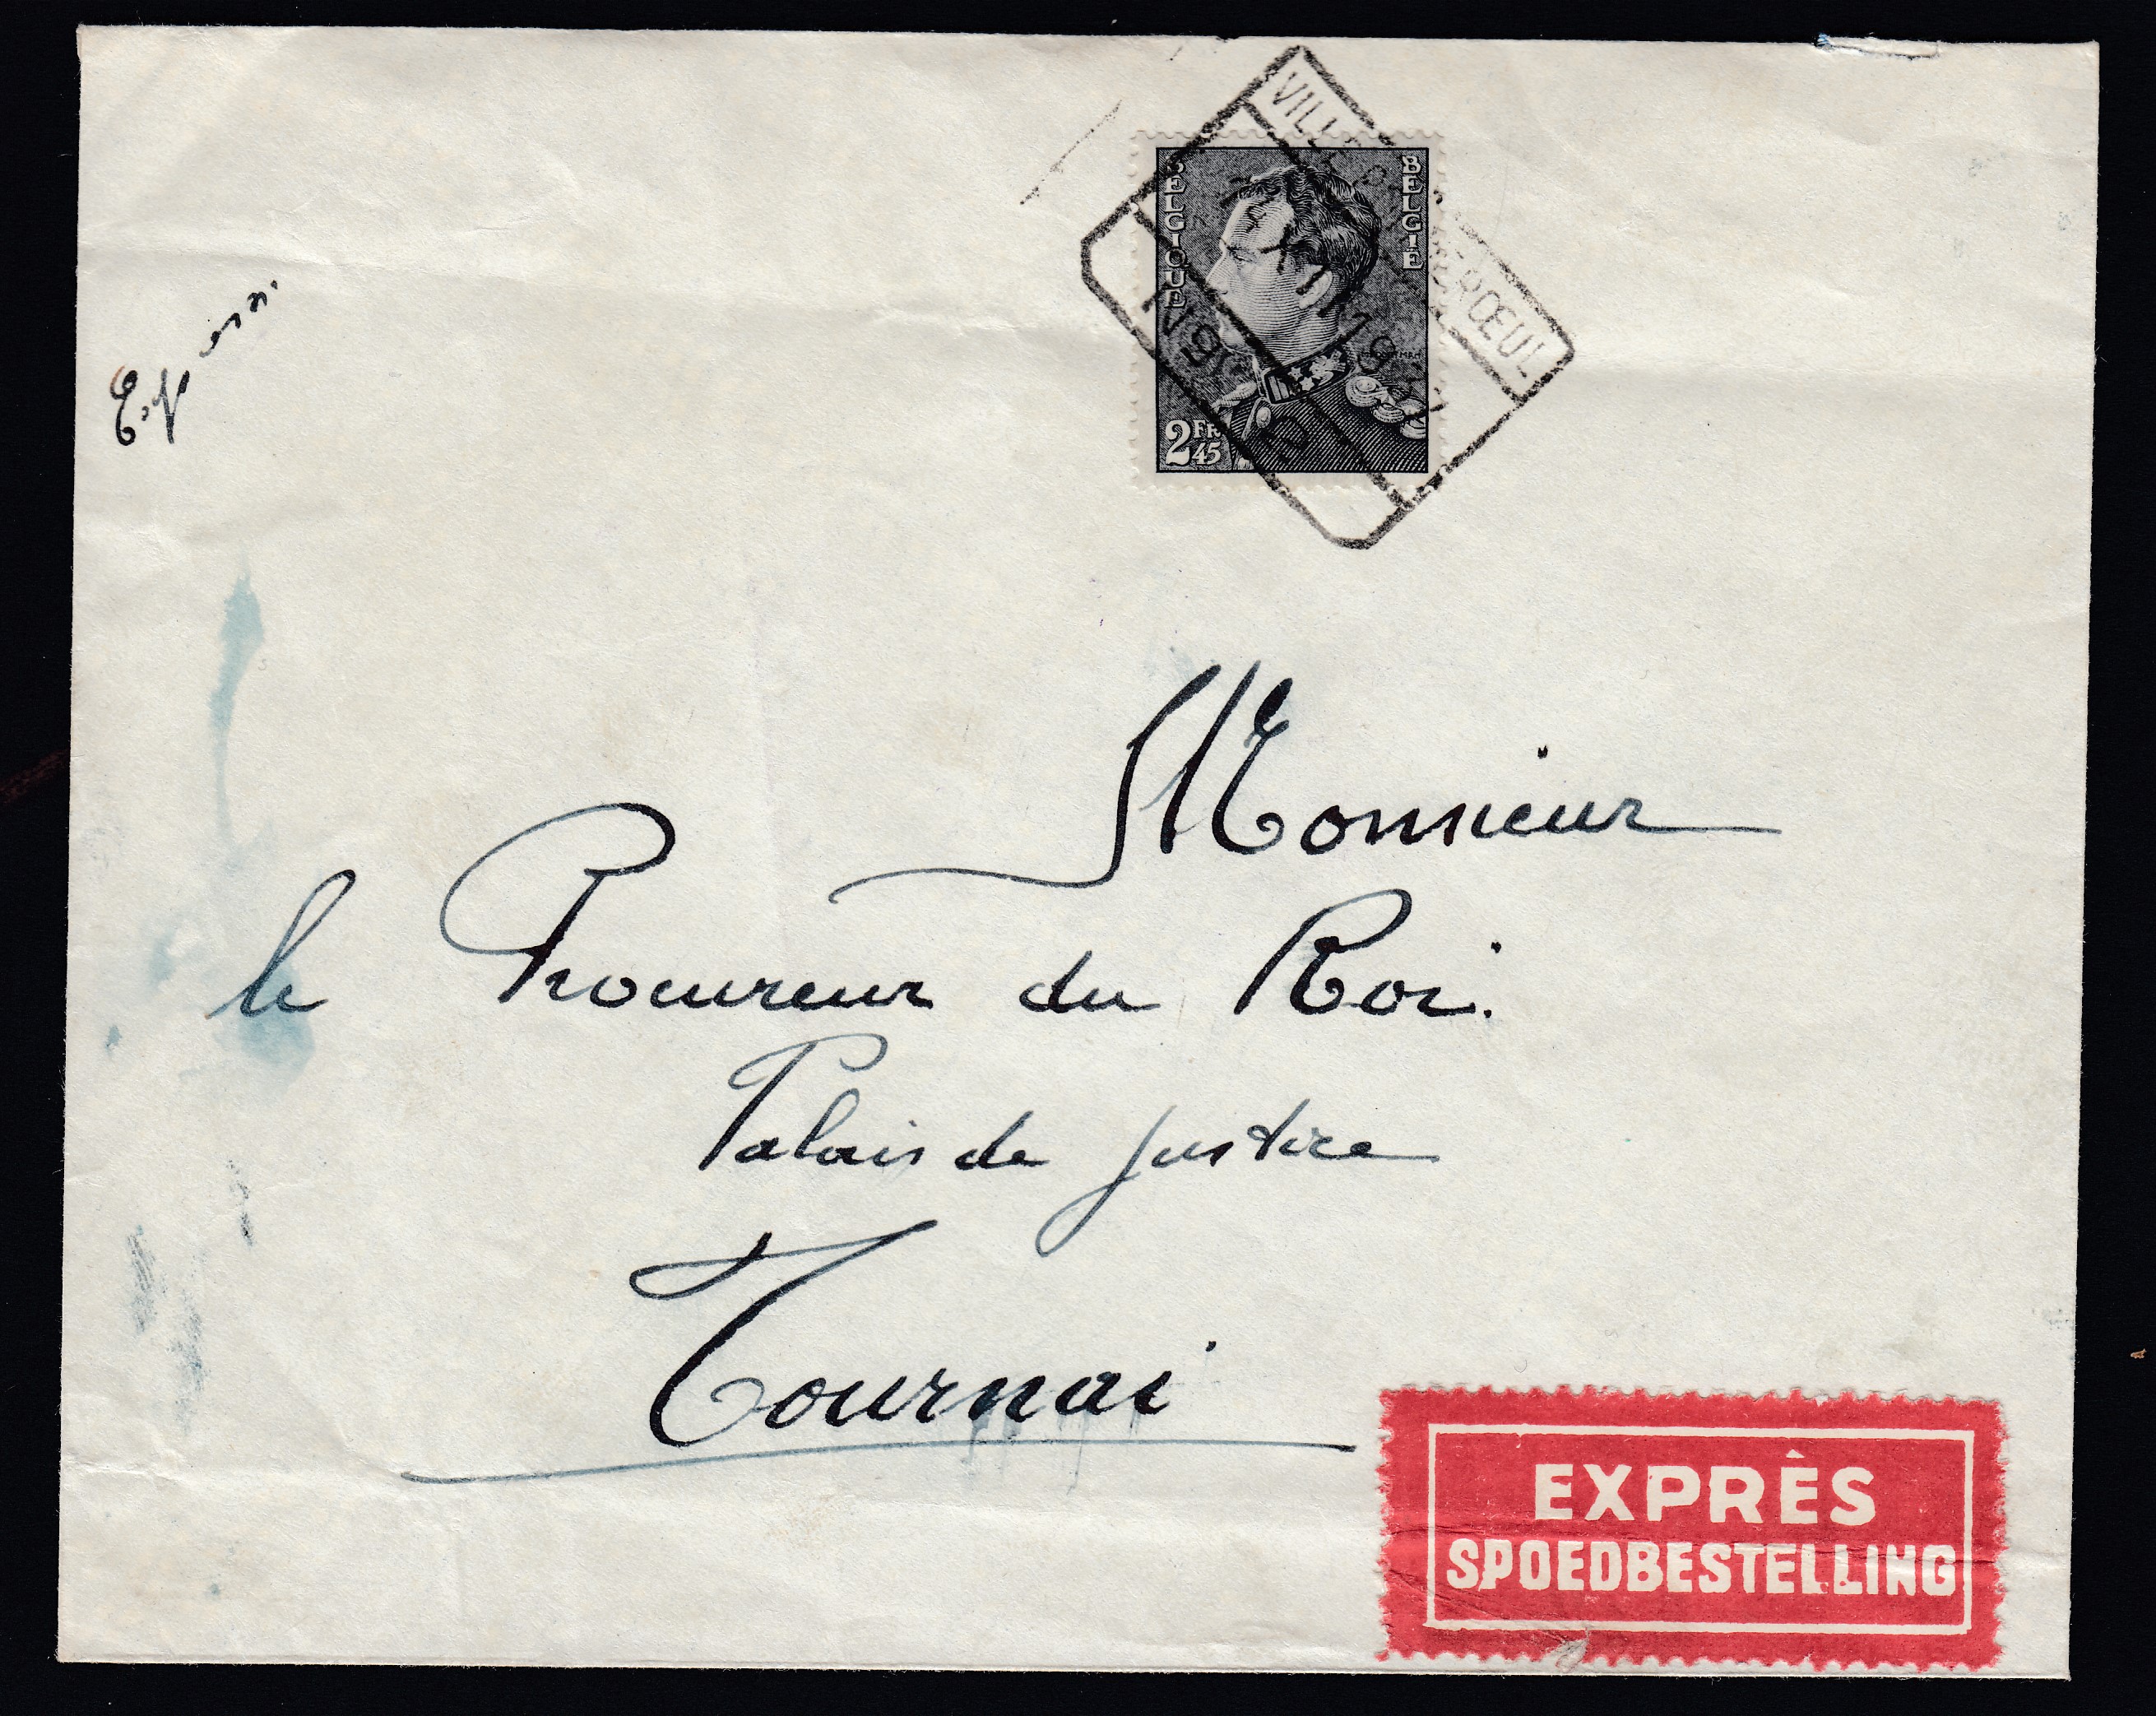 BELGIQUE
BELGIE
2 FR 45
E.V
Monsieur
le Procureur du Roi.
Palais de Justice
Tournai
EXPRÈS
SPOEDBESTELLING